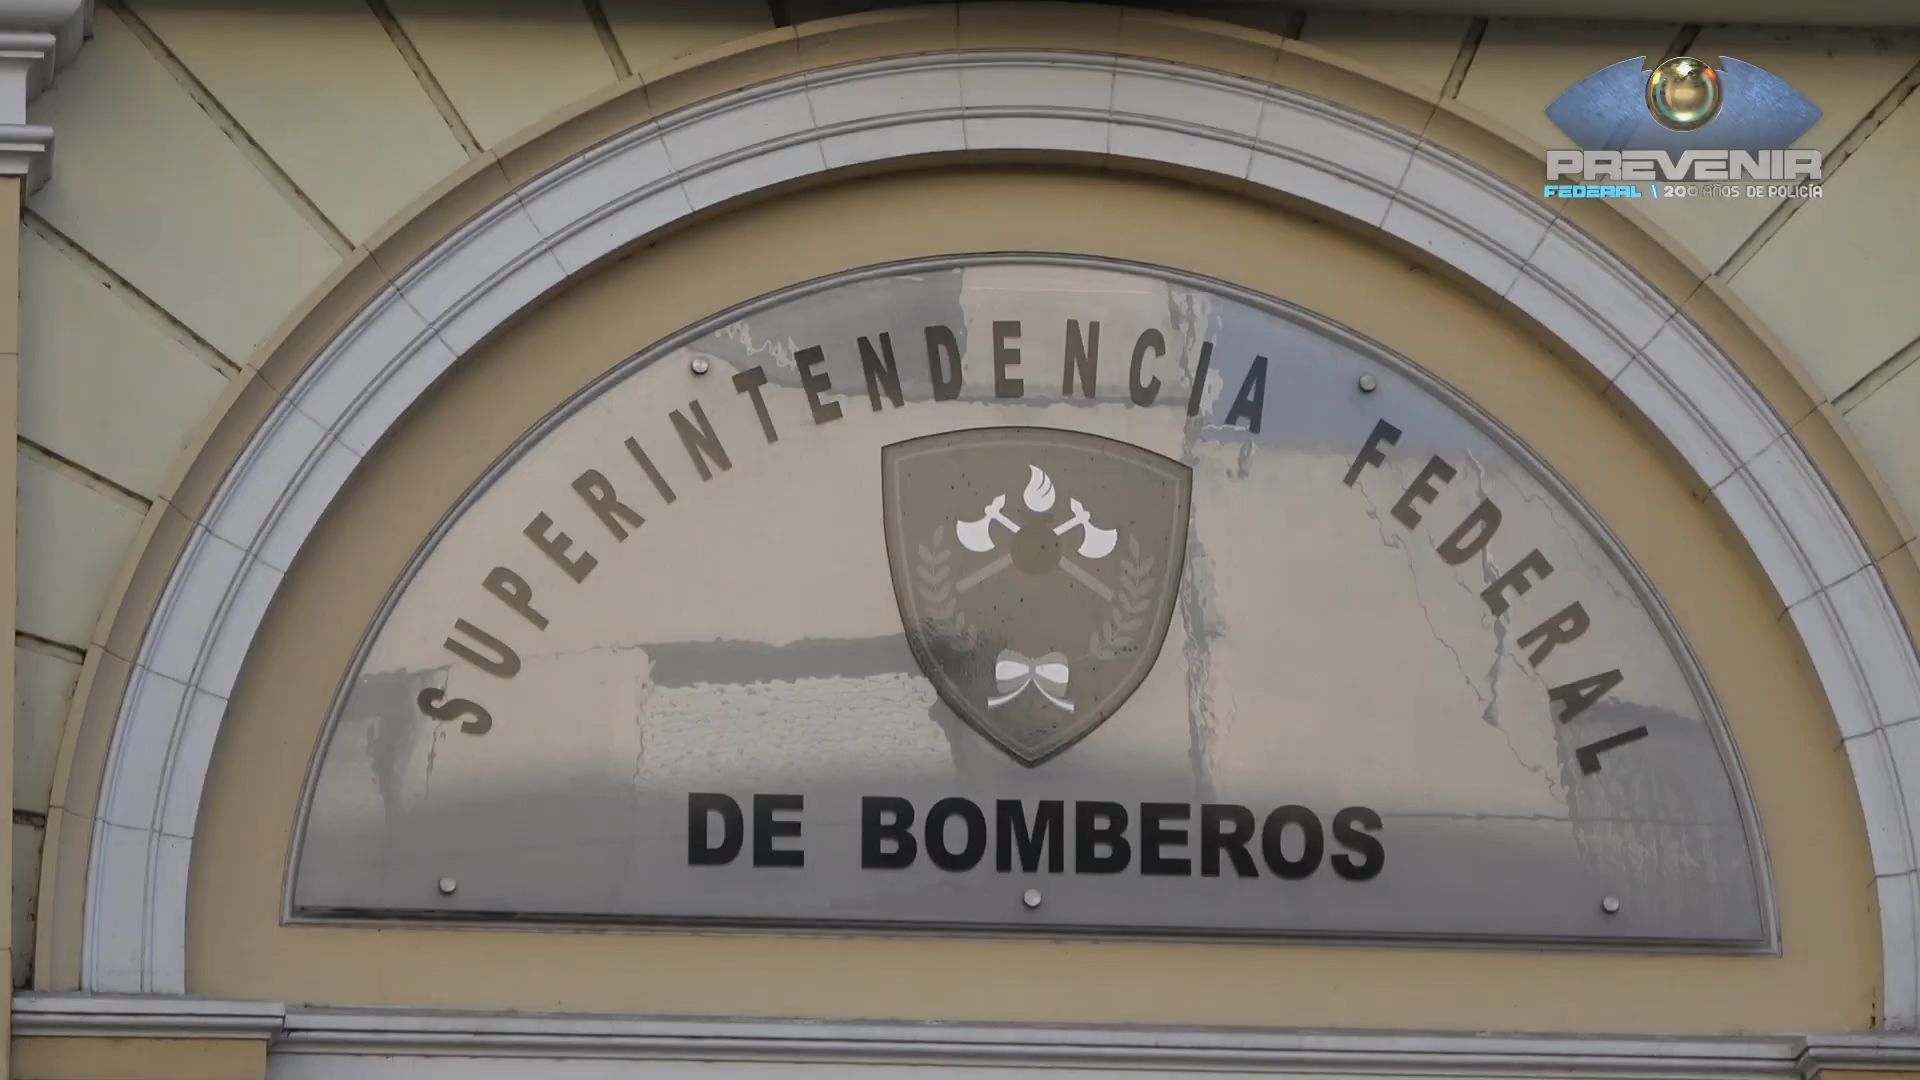 PREVENIR
FEDERAL \ 200 AÑOS DE POLICÍA
SUPERINTENDENCIA FEDERAL
DE BOMBEROS